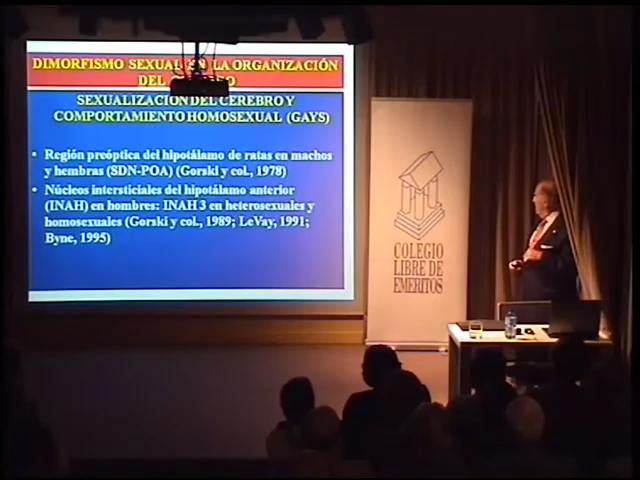 DIMORFISMO SEXUAL EN LA ORGANIZACIÓN
DEL
SEXUALIZACION DEL CEREBRO Y
COMPORTAMIENTO HOMOSEXUAL (GAYS)
• Región preóptica del hipotálamo de ratas en machos
y hembras (SDN-POA) (Gorski y col., 1978)
• Núcleos intersticiales del hipotálamo anterior
(INAH) en hombres: INAH 3 en heterosexuales y
homosexuales (Gorski y col., 1989; LeVay, 1991;
Byne, 1995)
COLEGIO
LIBRE DE
EMERITOS